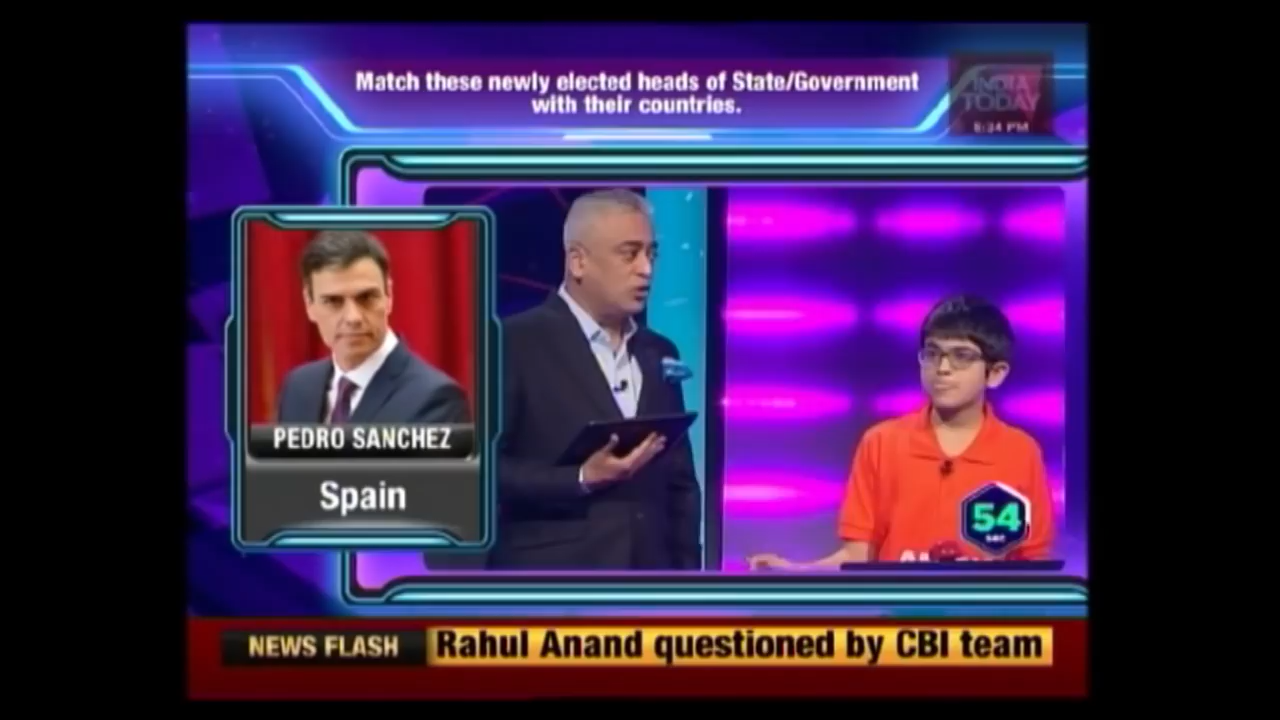 Match these newly elected heads of State/Government
with their countries.
INDIA
TODAY
PEDRO SANCHEZ
Spain
54
sec
NEWS FLASH
Rahul Anand questioned by CBI team